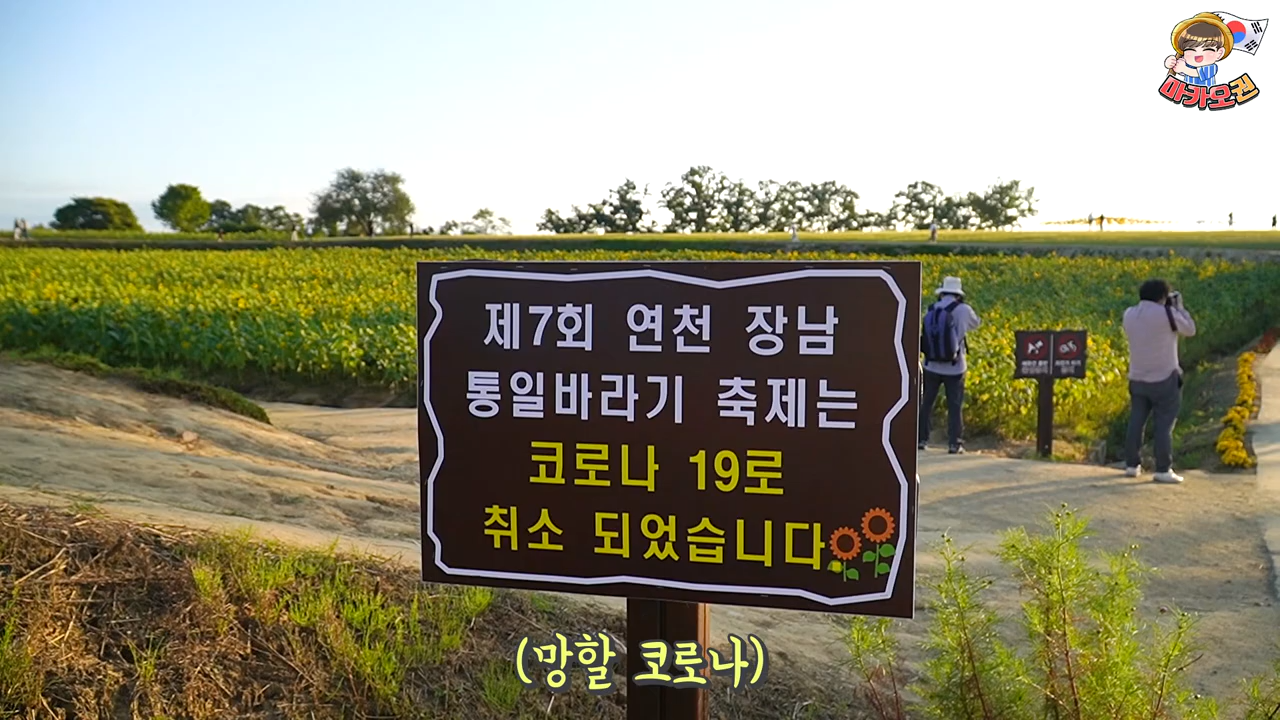 마카오권
제7회 연천 장남
통일바라기 축제는
코로나 19로
취소 되었습니다
(망할 코로나)